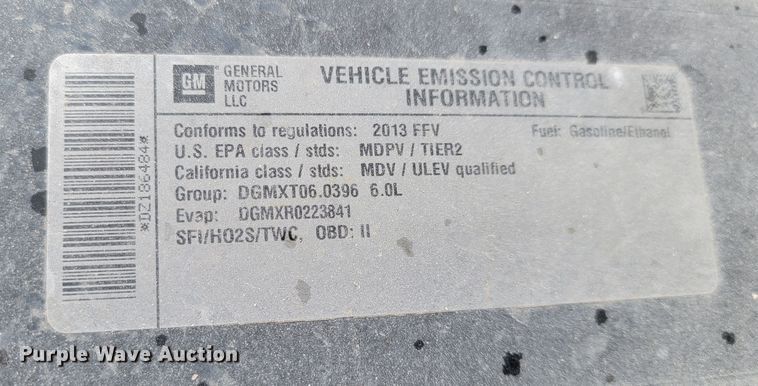 GM GENERAL MOTORS LLC
VEHICLE EMISSION CONTROL INFORMATION
Conforms to regulations: 2013 FFV Fuel: Gasoline/Ethanol
U.S. EPA class / stds: MDPV / TIER2
California class / stds: MDV / ULEV qualified
Group: DGMXT06.0396 6.0L
Evap: DGMXR0223841
SFI/HO2S/TWC, OBD: II
*DZ186484*
Purple Wave Auction